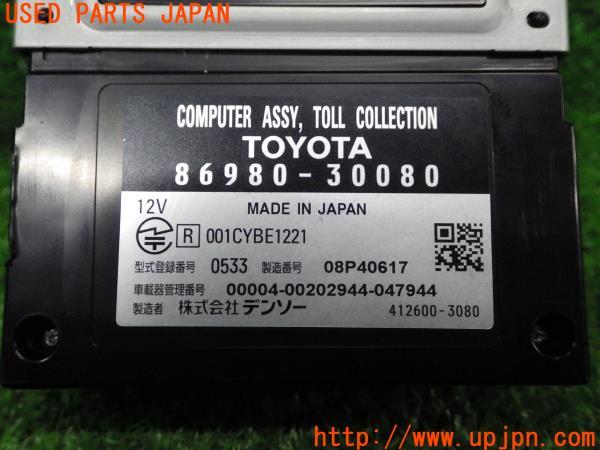 USED PARTS JAPAN
COMPUTER ASSY, TOLL COLLECTION
TOYOTA
86980-30080
12V MADE IN JAPAN
R 001CYBE1221
型式登録番号 0533 製造番号 08P40617
車載器管理番号 00004-00202944-047944
製造者 株式会社 デンソー 412600-3080
http://www.upjpn.com